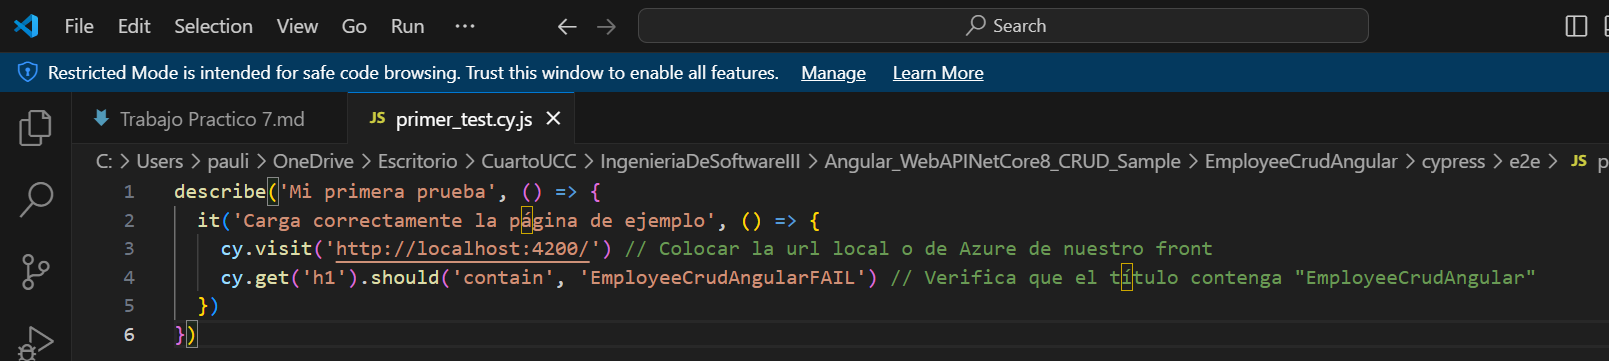 File Edit Selection View Go Run ··· Search
Restricted Mode is intended for safe code browsing. Trust this window to enable all features. Manage Learn More
Trabajo Practico 7.md JS primer_test.cy.js
C: > Users > pauli > OneDrive > Escritorio > CuartoUCC > IngenieriaDeSoftwareIII > Angular_WebAPINetCore8_CRUD_Sample > EmployeeCrudAngular > cypress > e2e > JS p
1 describe('Mi primera prueba', () => {
2 it('Carga correctamente la página de ejemplo', () => {
3 cy.visit('http://localhost:4200/') // Colocar la url local o de Azure de nuestro front
4 cy.get('h1').should('contain', 'EmployeeCrudAngularFAIL') // Verifica que el título contenga "EmployeeCrudAngular"
5 })
6 })